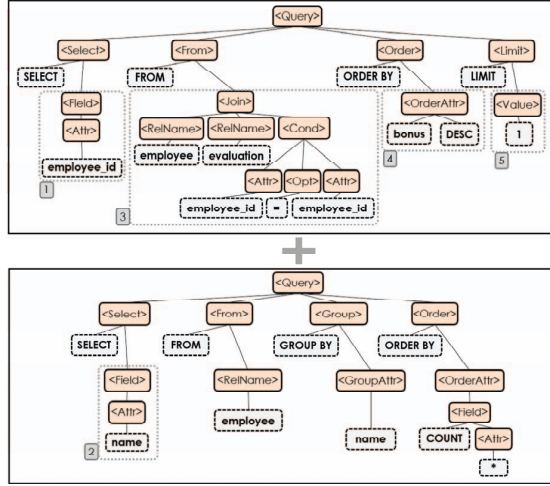 <Query>
<Select> <From> <Order> <Limit>
SELECT FROM ORDER BY LIMIT
<Field> <Join> <OrderAttr> <Value>
<Attr> <RelName> <RelName> <Cond> bonus DESC 1
employee evaluation 4 5
employee_id <Attr> <Opt> <Attr>
1 3 employee_id = employee_id
+
<Query>
<Select> <From> <Group> <Order>
SELECT FROM GROUP BY ORDER BY
<Field> <RelName> <GroupAttr> <OrderAttr>
<Attr> employee <Field>
2 name name COUNT <Attr>
*